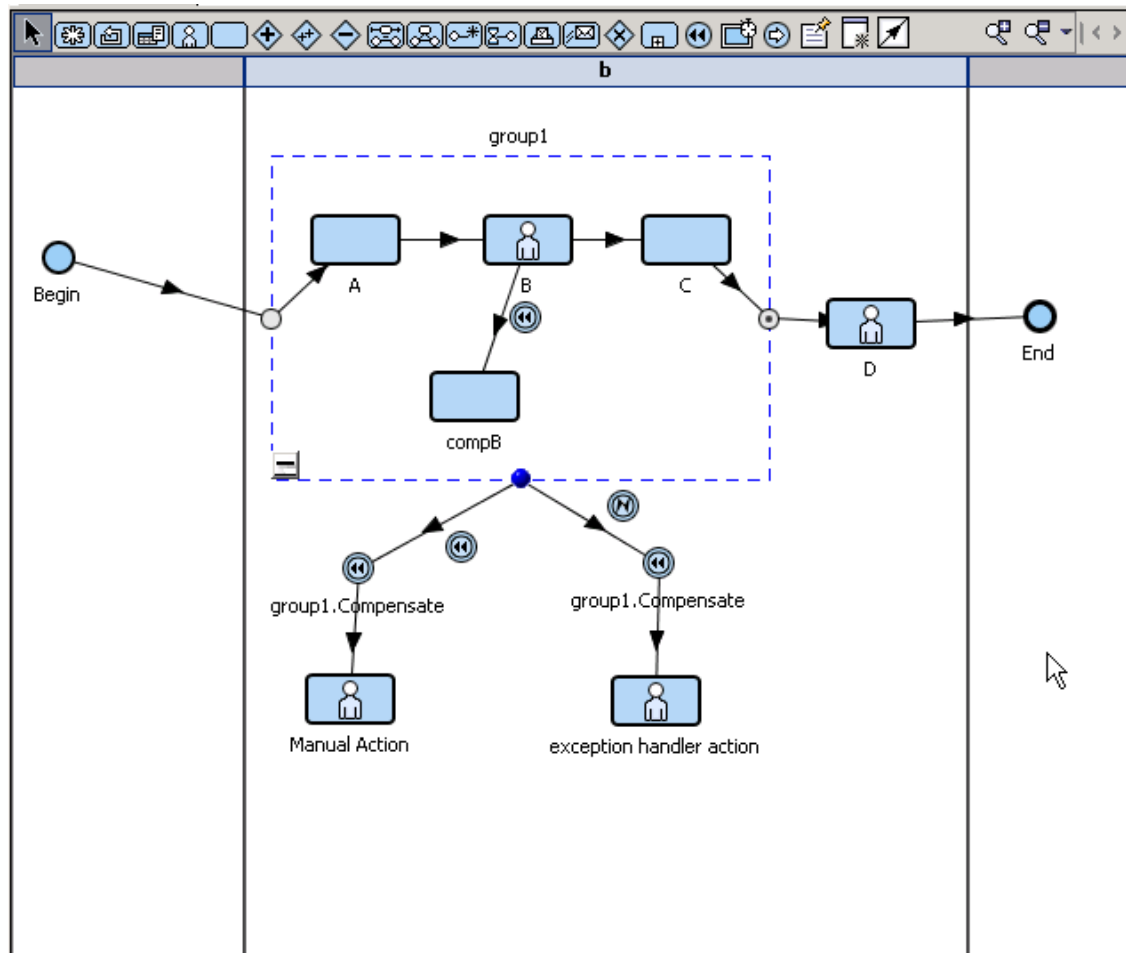 b
group1
Begin
A
B
C
compB
D
End
group1.Compensate
group1.Compensate
Manual Action
exception handler action